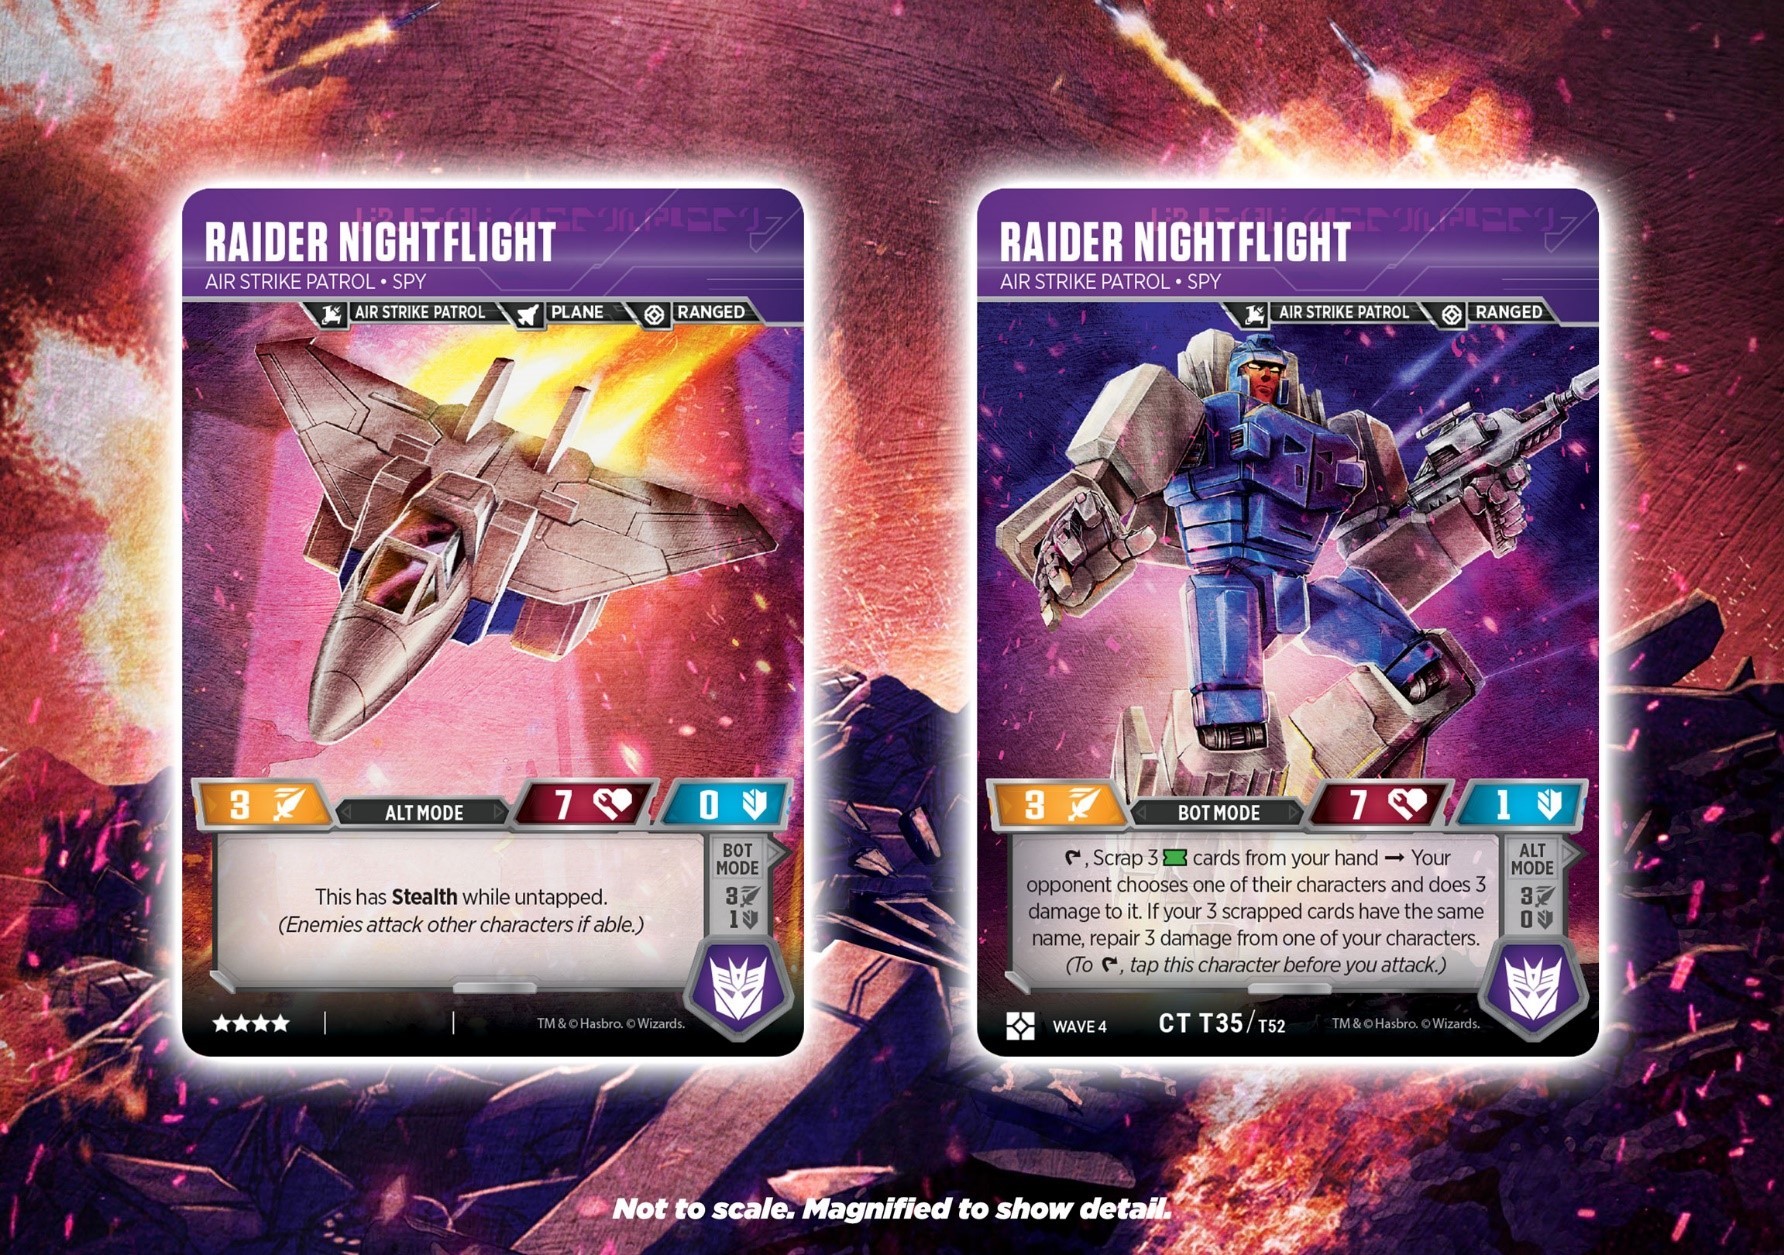 RAIDER NIGHTFLIGHT
AIR STRIKE PATROL • SPY
AIR STRIKE PATROL
PLANE
RANGED
3
ALT MODE
7
0
This has Stealth while untapped.
(Enemies attack other characters if able.)
BOT
MODE
3
1
★★★★
TM & © Hasbro. © Wizards.
RAIDER NIGHTFLIGHT
AIR STRIKE PATROL • SPY
AIR STRIKE PATROL
RANGED
3
BOT MODE
7
1
, Scrap 3 cards from your hand → Your
opponent chooses one of their characters and does 3
damage to it. If your 3 scrapped cards have the same
name, repair 3 damage from one of your characters.
(To , tap this character before you attack.)
ALT
MODE
3
0
WAVE 4
CT T35/T52
TM & © Hasbro. © Wizards.
Not to scale. Magnified to show detail.